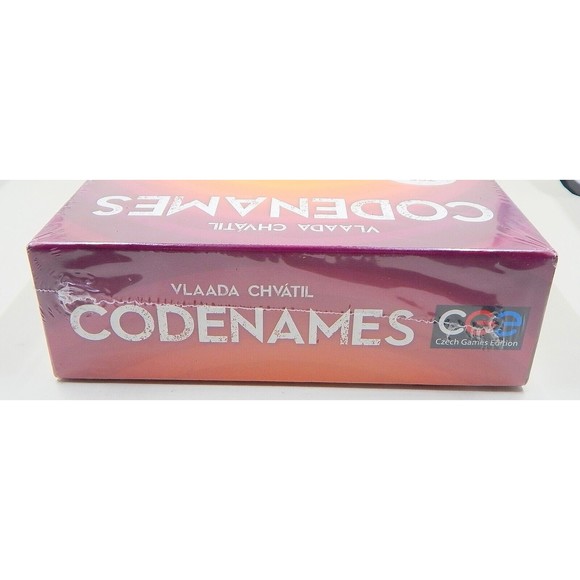 CODENAMES
VLAADA CHVÁTIL
VLAADA CHVÁTIL
CODENAMES
CGE
Czech Games Edition